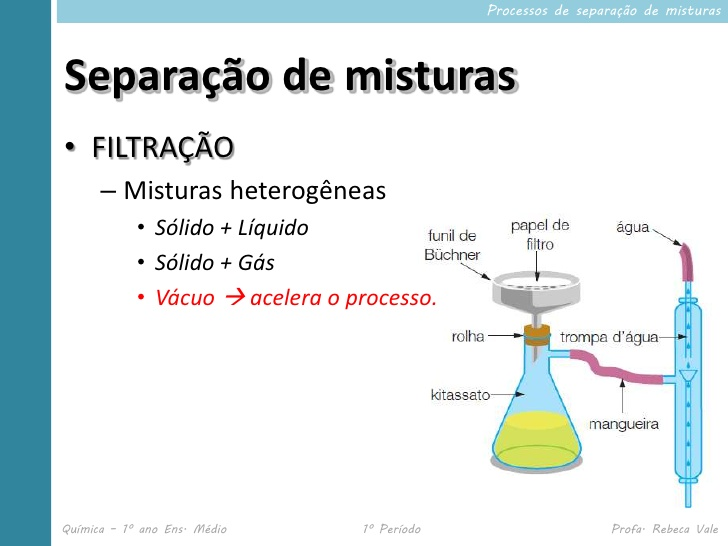 Processos de separação de misturas
Separação de misturas
• FILTRAÇÃO
– Misturas heterogêneas
• Sólido + Líquido
• Sólido + Gás
• Vácuo → acelera o processo.
funil de
Büchner
papel de
filtro
água
rolha
trompa d'água
kitassato
mangueira
Química – 1º ano Ens. Médio
1º Período
Profa. Rebeca Vale